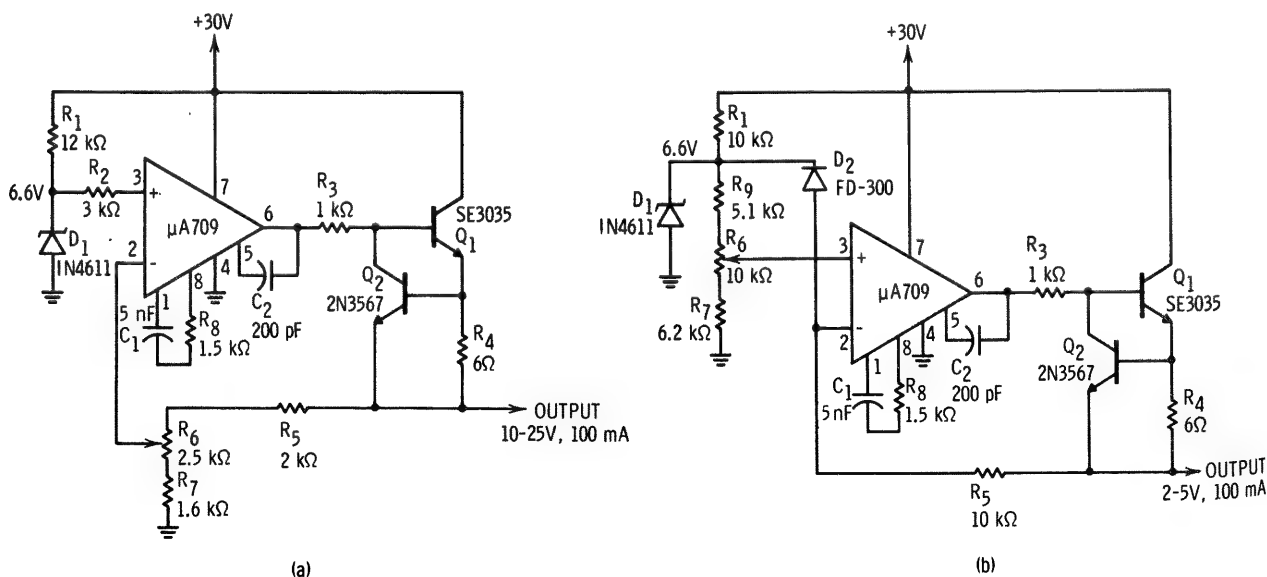 +30V
R1
12 kΩ
6.6V
R2
3 kΩ
3
+
7
μA709
6
R3
1 kΩ
SE3035
Q1
D1
IN4611
2
-
5
4
8
1
5 nF
C1
R8
1.5 kΩ
C2
200 pF
Q2
2N3567
R4
6Ω
OUTPUT
10-25V, 100 mA
R5
2 kΩ
R6
2.5 kΩ
R7
1.6 kΩ
(a)
+30V
R1
10 kΩ
6.6V
D2
FD-300
D1
IN4611
R9
5.1 kΩ
R6
10 kΩ
R7
6.2 kΩ
3
+
7
μA709
6
R3
1 kΩ
Q1
SE3035
-
2
5
4
8
1
C1
5 nF
R8
1.5 kΩ
C2
200 pF
Q2
2N3567
R4
6Ω
OUTPUT
2-5V, 100 mA
R5
10 kΩ
(b)